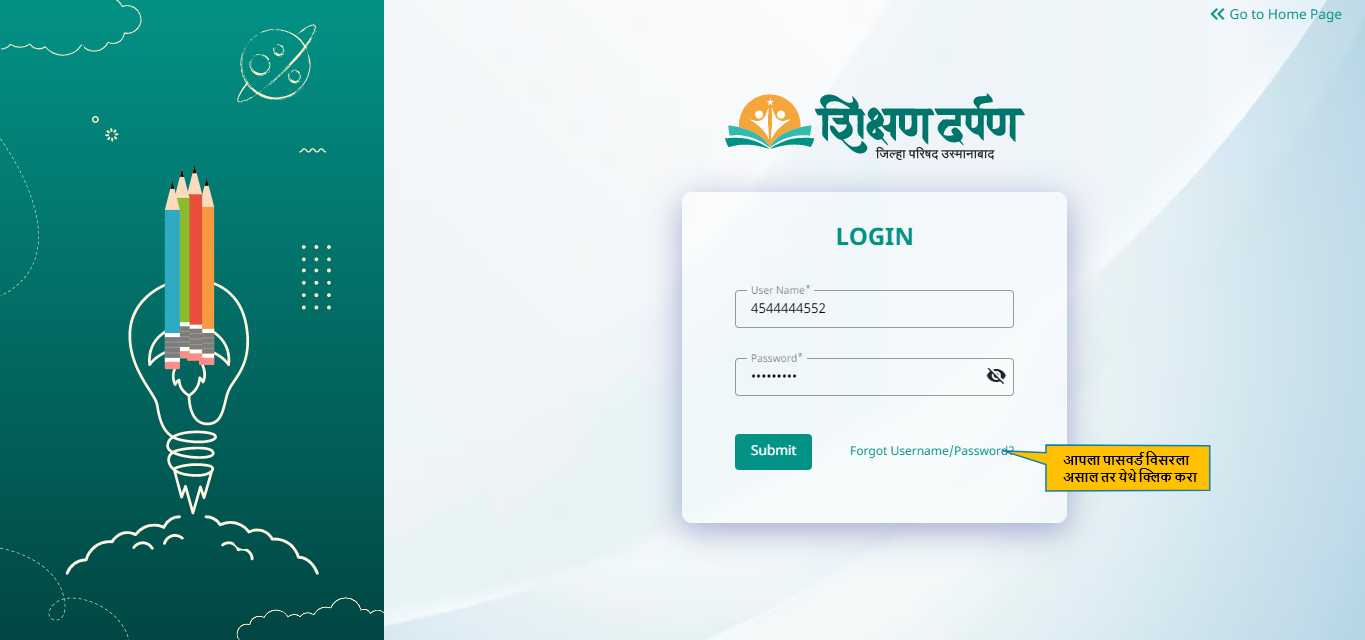 Go to Home Page
शिक्षण दर्पण
जिल्हा परिषद उस्मानाबाद
LOGIN
User Name*
4544444552
Password*
•••••••••
Submit
Forgot Username/Password?
आपला पासवर्ड विसरला
असाल तर येथे क्लिक करा